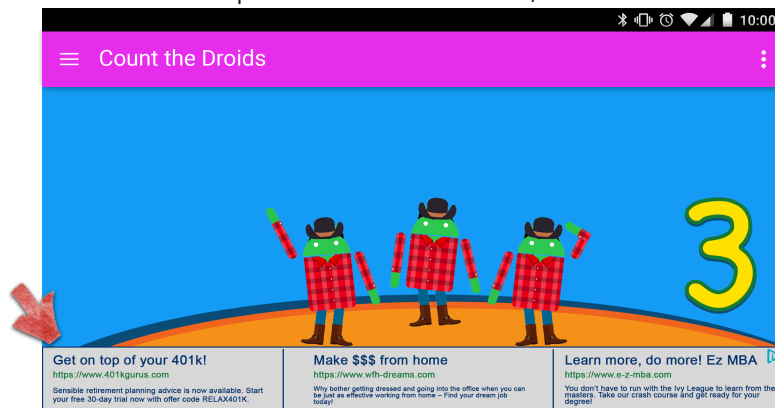 10:00
Count the Droids
3
Get on top of your 401k!
https://www.401kgurus.com
Sensible retirement planning advice is now available. Start
your free 30-day trial now with offer code RELAX401K.
Make $$$ from home
https://www.wfh-dreams.com
Why bother getting dressed and going into the office when you can
be just as effective working from home – Find your dream job
today!
Learn more, do more! Ez MBA
https://www.e-z-mba.com
You don't have to run with the Ivy League to learn from the
masters. Take our crash course and get ready for your
degree!